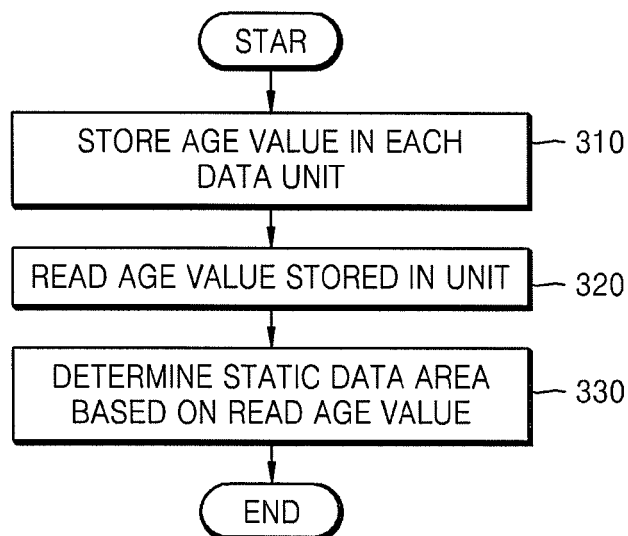 STAR
STORE AGE VALUE IN EACH
DATA UNIT
310
READ AGE VALUE STORED IN UNIT
320
DETERMINE STATIC DATA AREA
BASED ON READ AGE VALUE
330
END